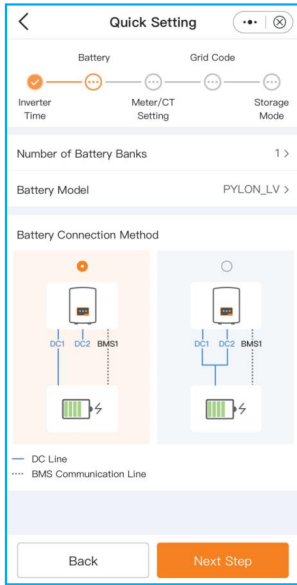 Quick Setting
Battery
Grid Code
Inverter Time
Meter/CT Setting
Storage Mode
Number of Battery Banks 1 >
Battery Model PYLON_LV >
Battery Connection Method
DC1 DC2 BMS1
DC1 DC2 BMS1
DC Line
BMS Communication Line
Back
Next Step